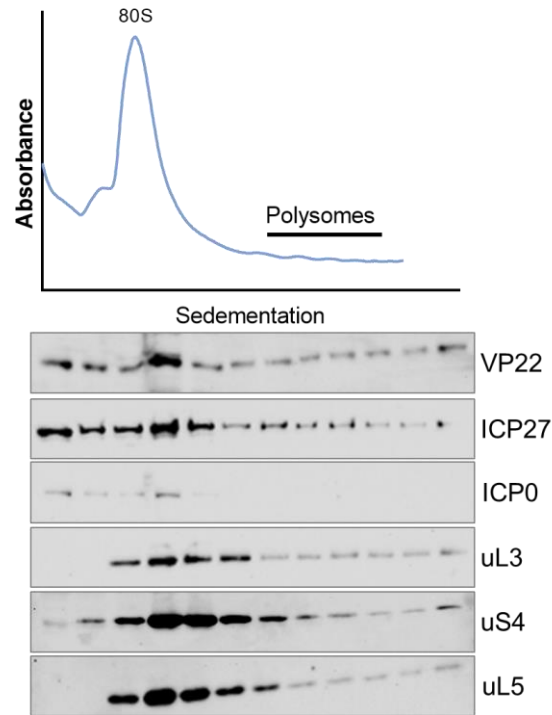 80S
Absorbance
Polysomes
Sedementation
VP22
ICP27
ICP0
uL3
uS4
uL5